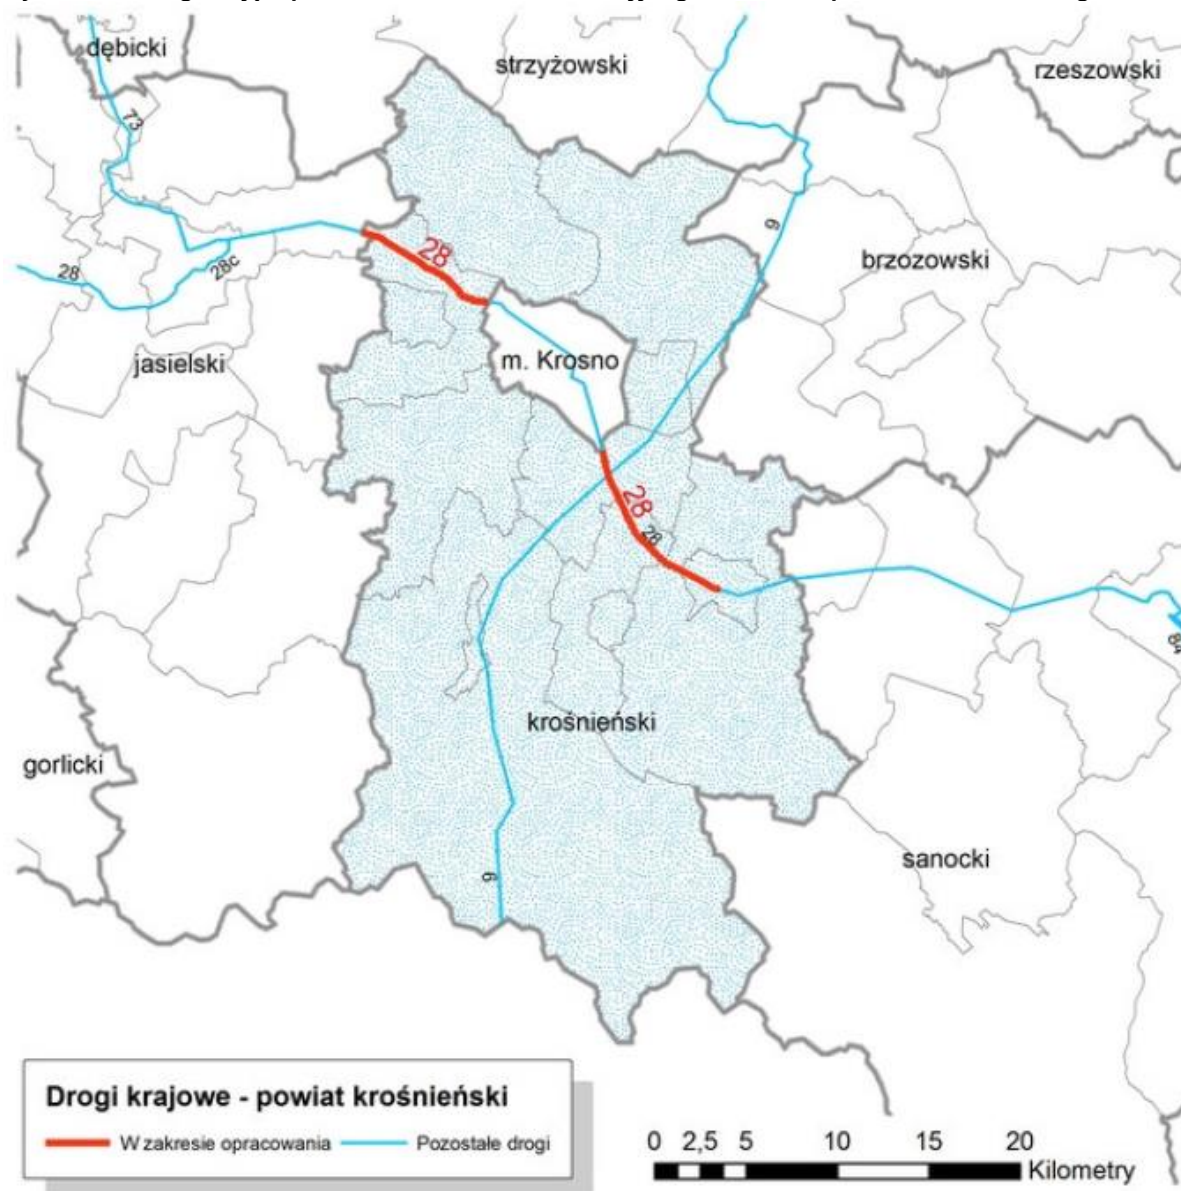 dębicki
strzyżowski
rzeszowski
73
9
28
brzozowski
28
28c
jasielski
m. Krosno
28
28
84
krośnieński
gorlicki
sanocki
9
Drogi krajowe - powiat krośnieński
W zakresie opracowania
Pozostałe drogi
0 2,5 5 10 15 20
Kilometry